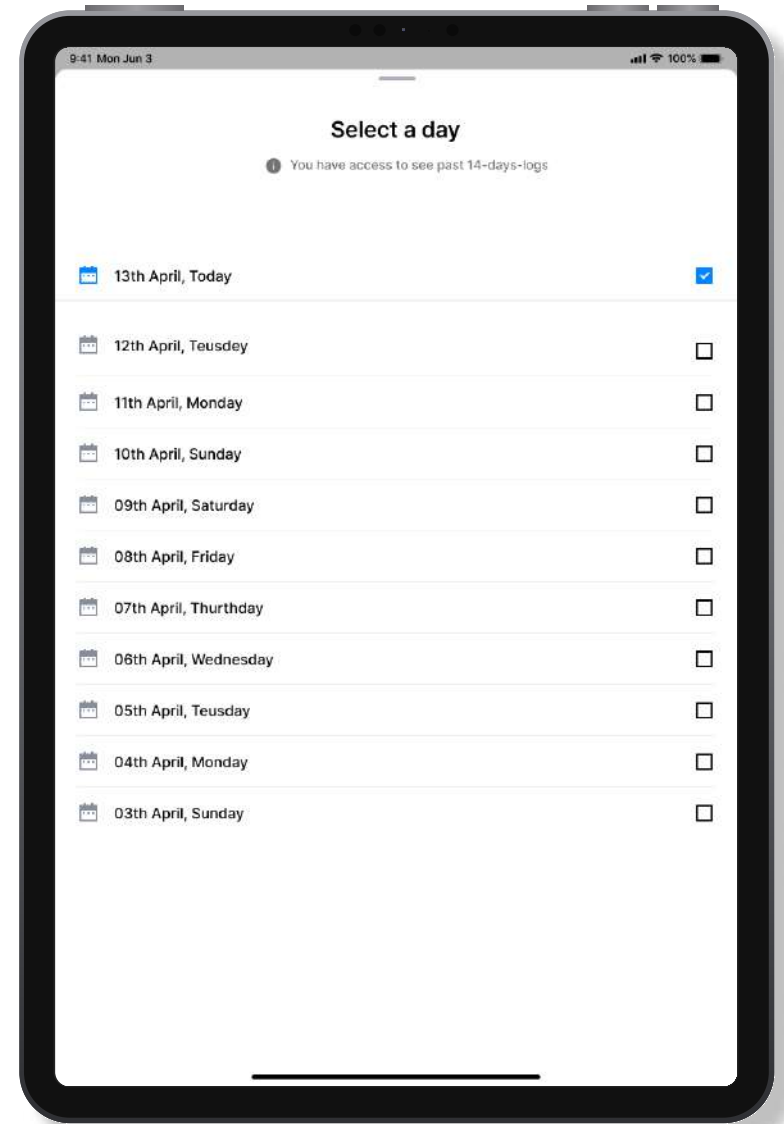 9:41 Mon Jun 3
100%
Select a day
You have access to see past 14-days-logs
13th April, Today
12th April, Teusdey
11th April, Monday
10th April, Sunday
09th April, Saturday
08th April, Friday
07th April, Thurthday
06th April, Wednesday
05th April, Teusday
04th April, Monday
03th April, Sunday